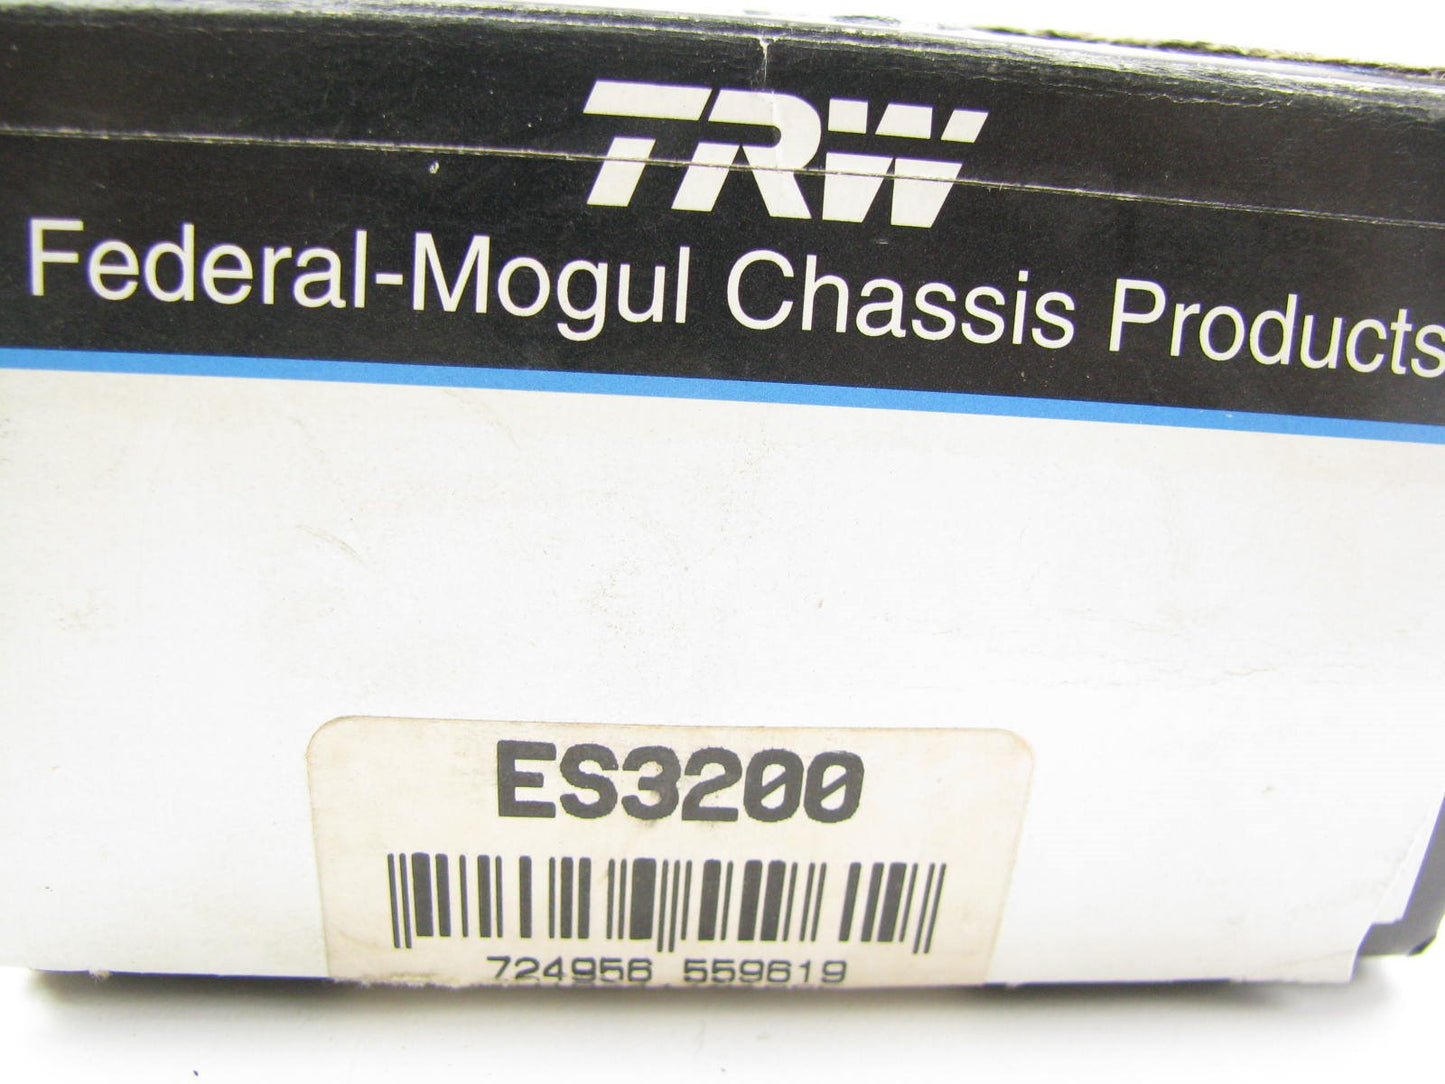 TRW
Federal-Mogul Chassis Products
ES3200
724956 559619